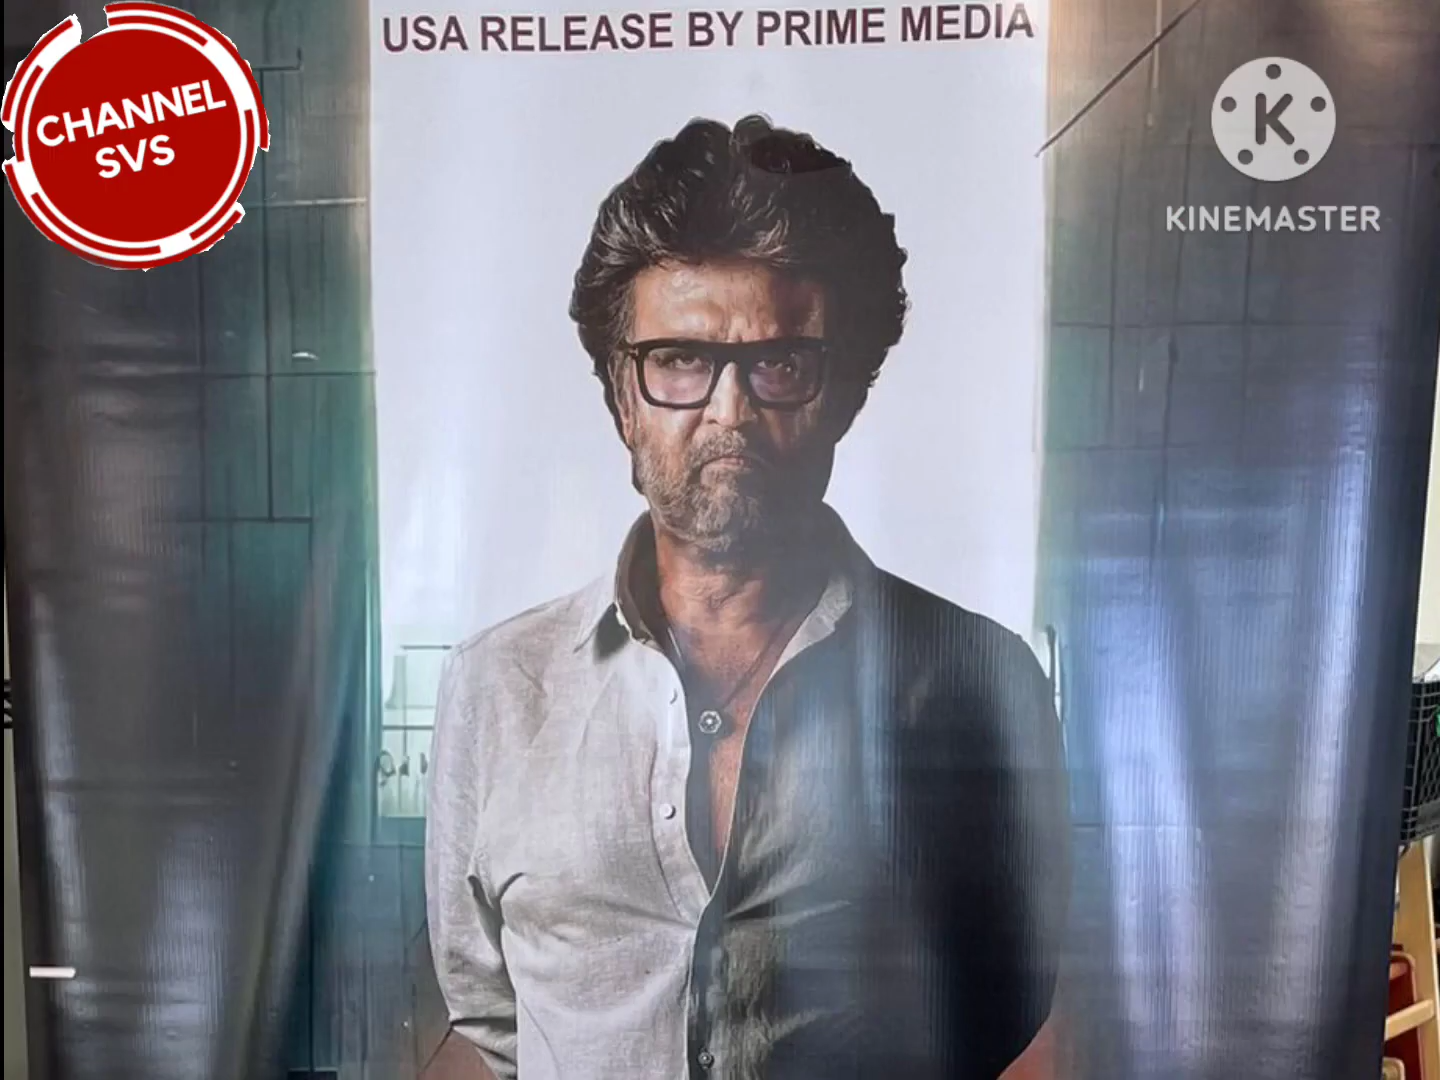 USA RELEASE BY PRIME MEDIA
CHANNEL
SVS
K
KINEMASTER